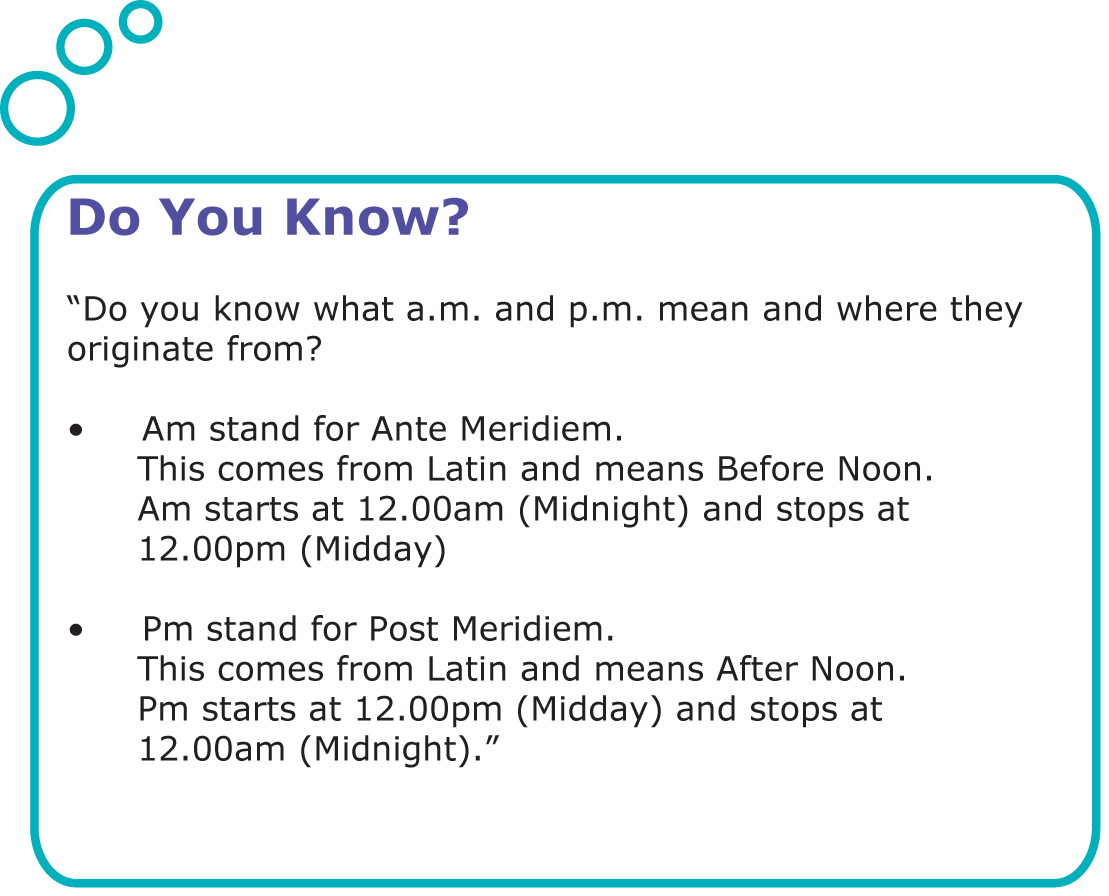 Do You Know?
“Do you know what a.m. and p.m. mean and where they
originate from?
• Am stand for Ante Meridiem.
This comes from Latin and means Before Noon.
Am starts at 12.00am (Midnight) and stops at
12.00pm (Midday)
• Pm stand for Post Meridiem.
This comes from Latin and means After Noon.
Pm starts at 12.00pm (Midday) and stops at
12.00am (Midnight).”